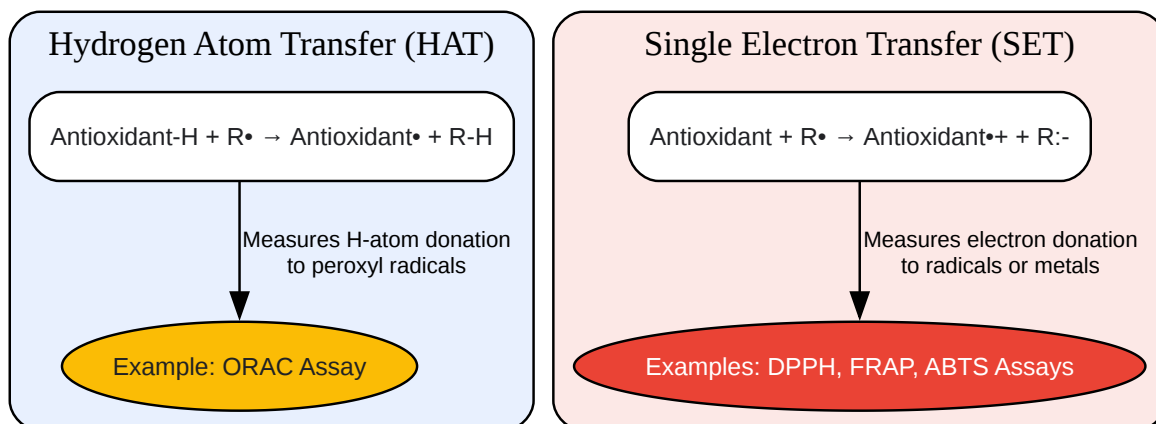 Hydrogen Atom Transfer (HAT)
Antioxidant-H + R• → Antioxidant• + R-H
Measures H-atom donation
to peroxyl radicals
Example: ORAC Assay
Single Electron Transfer (SET)
Antioxidant + R• → Antioxidant•+ + R:-
Measures electron donation
to radicals or metals
Examples: DPPH, FRAP, ABTS Assays